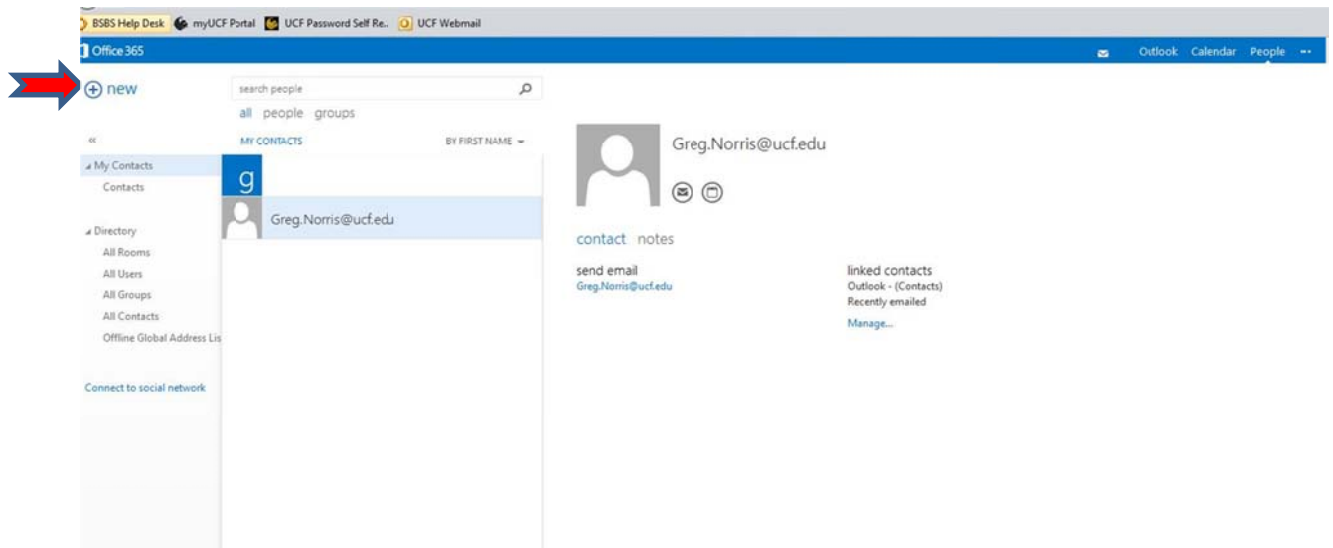 BSBS Help Desk myUCF Portal UCF Password Self Re.. UCF Webmail
Office 365 Outlook Calendar People ...
new search people
all people groups
« MY CONTACTS BY FIRST NAME
My Contacts
Contacts
g
Greg.Norris@ucf.edu
Directory
All Rooms
All Users
All Groups
All Contacts
Offline Global Address Lis
Connect to social network
Greg.Norris@ucf.edu
contact notes
send email
Greg.Norris@ucf.edu
linked contacts
Outlook - (Contacts)
Recently emailed
Manage...